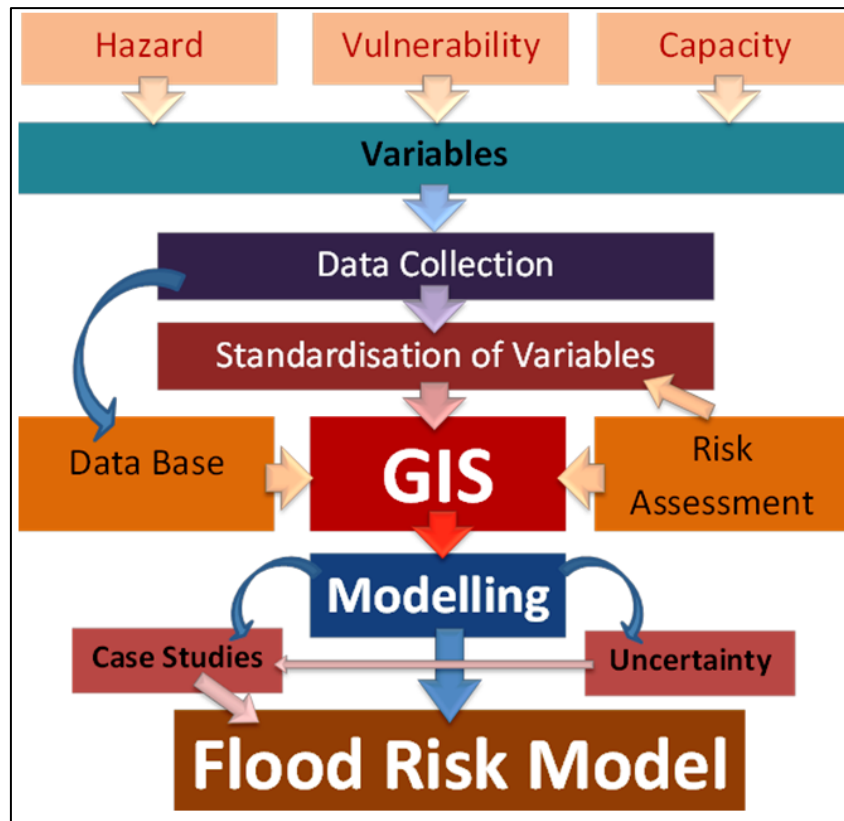 Hazard
Vulnerability
Capacity
Variables
Data Collection
Standardisation of Variables
Data Base
GIS
Risk
Assessment
Modelling
Case Studies
Uncertainty
Flood Risk Model